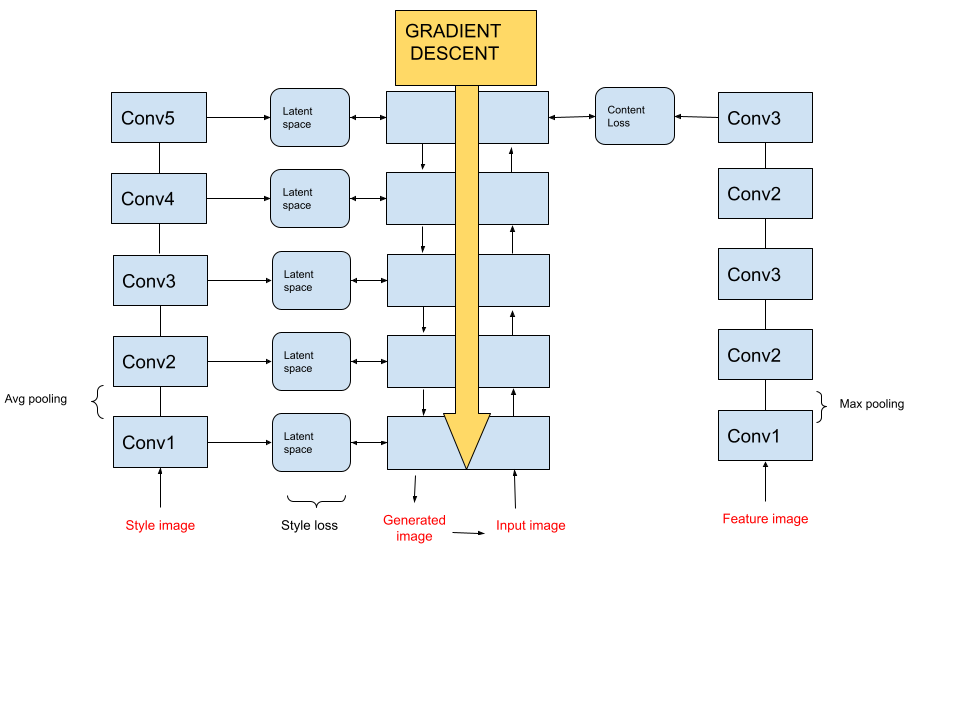 GRADIENT
DESCENT
Conv5
Latent
space
Content
Loss
Conv3
Conv4
Latent
space
Conv2
Conv3
Latent
space
Conv3
Conv2
Latent
space
Conv2
Avg pooling
Max pooling
Conv1
Latent
space
Conv1
Style image
Style loss
Generated
image
Input image
Feature image